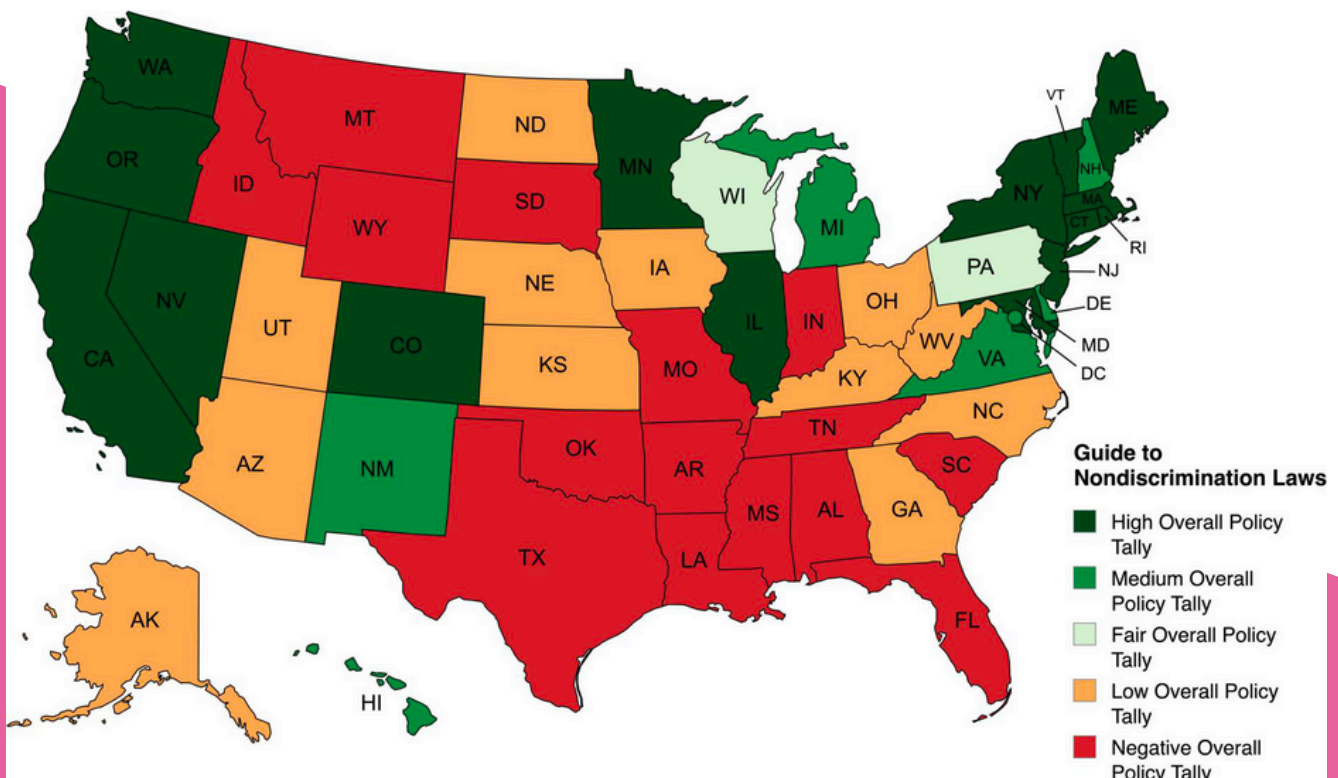 WA
OR
CA
NV
ID
MT
WY
UT
CO
AZ
NM
ND
SD
NE
KS
OK
TX
MN
IA
MO
AR
LA
WI
IL
MI
IN
OH
KY
TN
MS
AL
GA
FL
SC
NC
VA
WV
PA
NY
VT
NH
ME
MA
CT
RI
NJ
DE
MD
DC
AK
HI
Guide to
Nondiscrimination Laws
High Overall Policy
Tally
Medium Overall
Policy Tally
Fair Overall Policy
Tally
Low Overall Policy
Tally
Negative Overall
Policy Tally